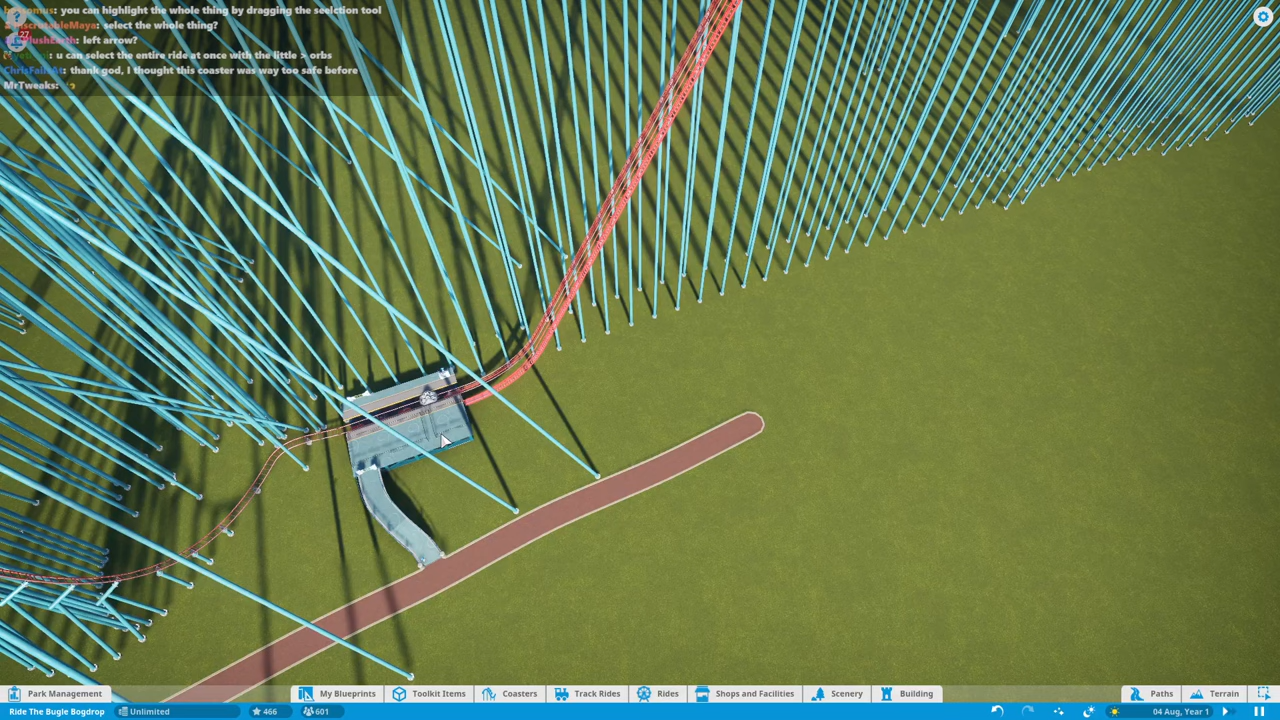 you can highlight the whole thing by dragging the seelction tool
select the whole thing?
left arrow?
u can select the entire ride at once with the little > orbs
thank god, I thought this coaster was way too safe before
MrTweaks:
27
Park Management
My Blueprints
Toolkit Items
Coasters
Track Rides
Rides
Shops and Facilities
Scenery
Building
Paths
Terrain
Ride The Bugle Bogdrop
Unlimited
466
601
04 Aug, Year 1